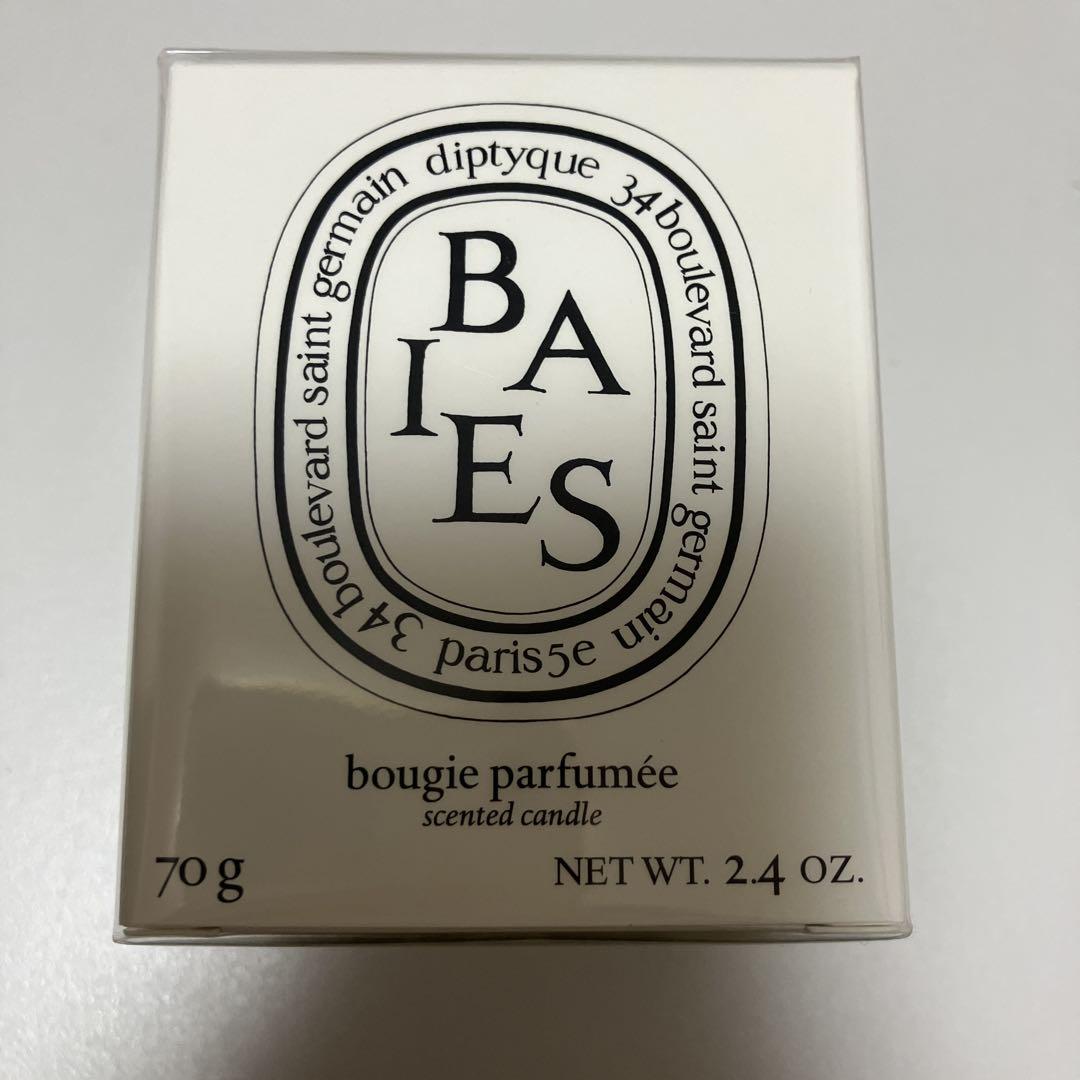 diptyque 34 boulevard saint germain paris 5e 34 boulevard saint germain
BAIES
bougie parfumée
scented candle
70 g
NET WT. 2.4 OZ.